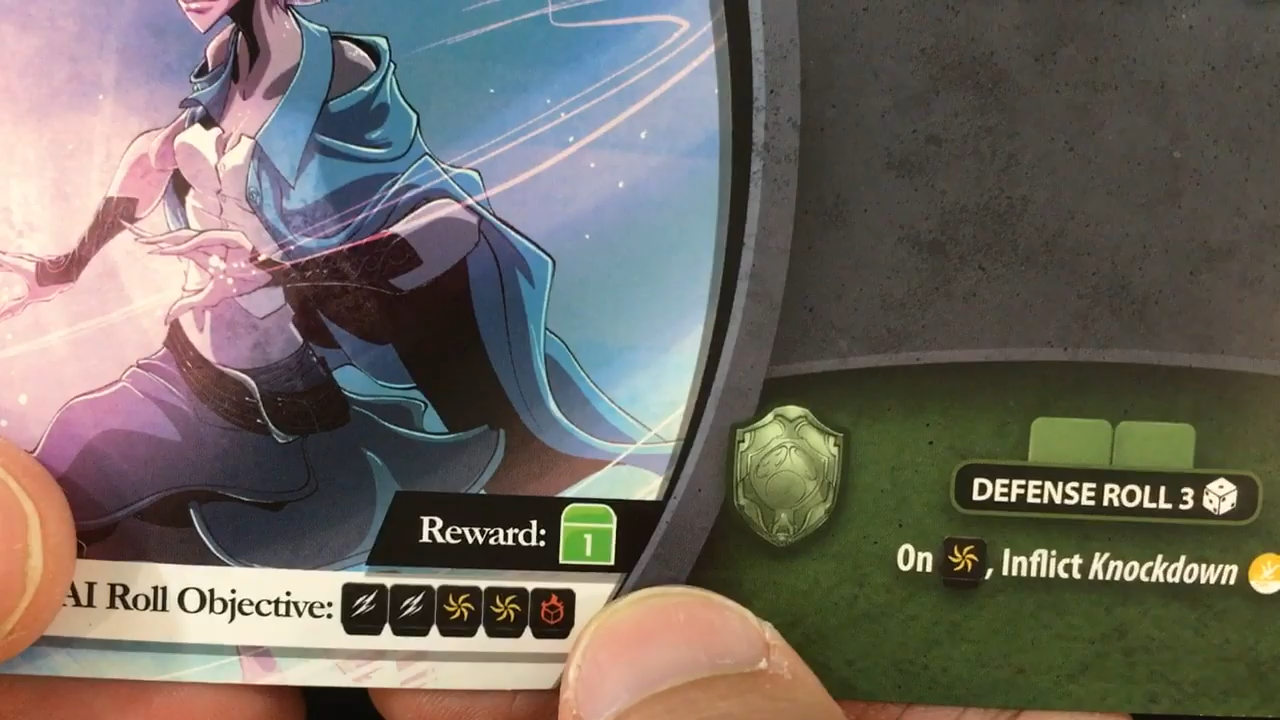 Reward: 1
AI Roll Objective:
DEFENSE ROLL 3
On , Inflict Knockdown